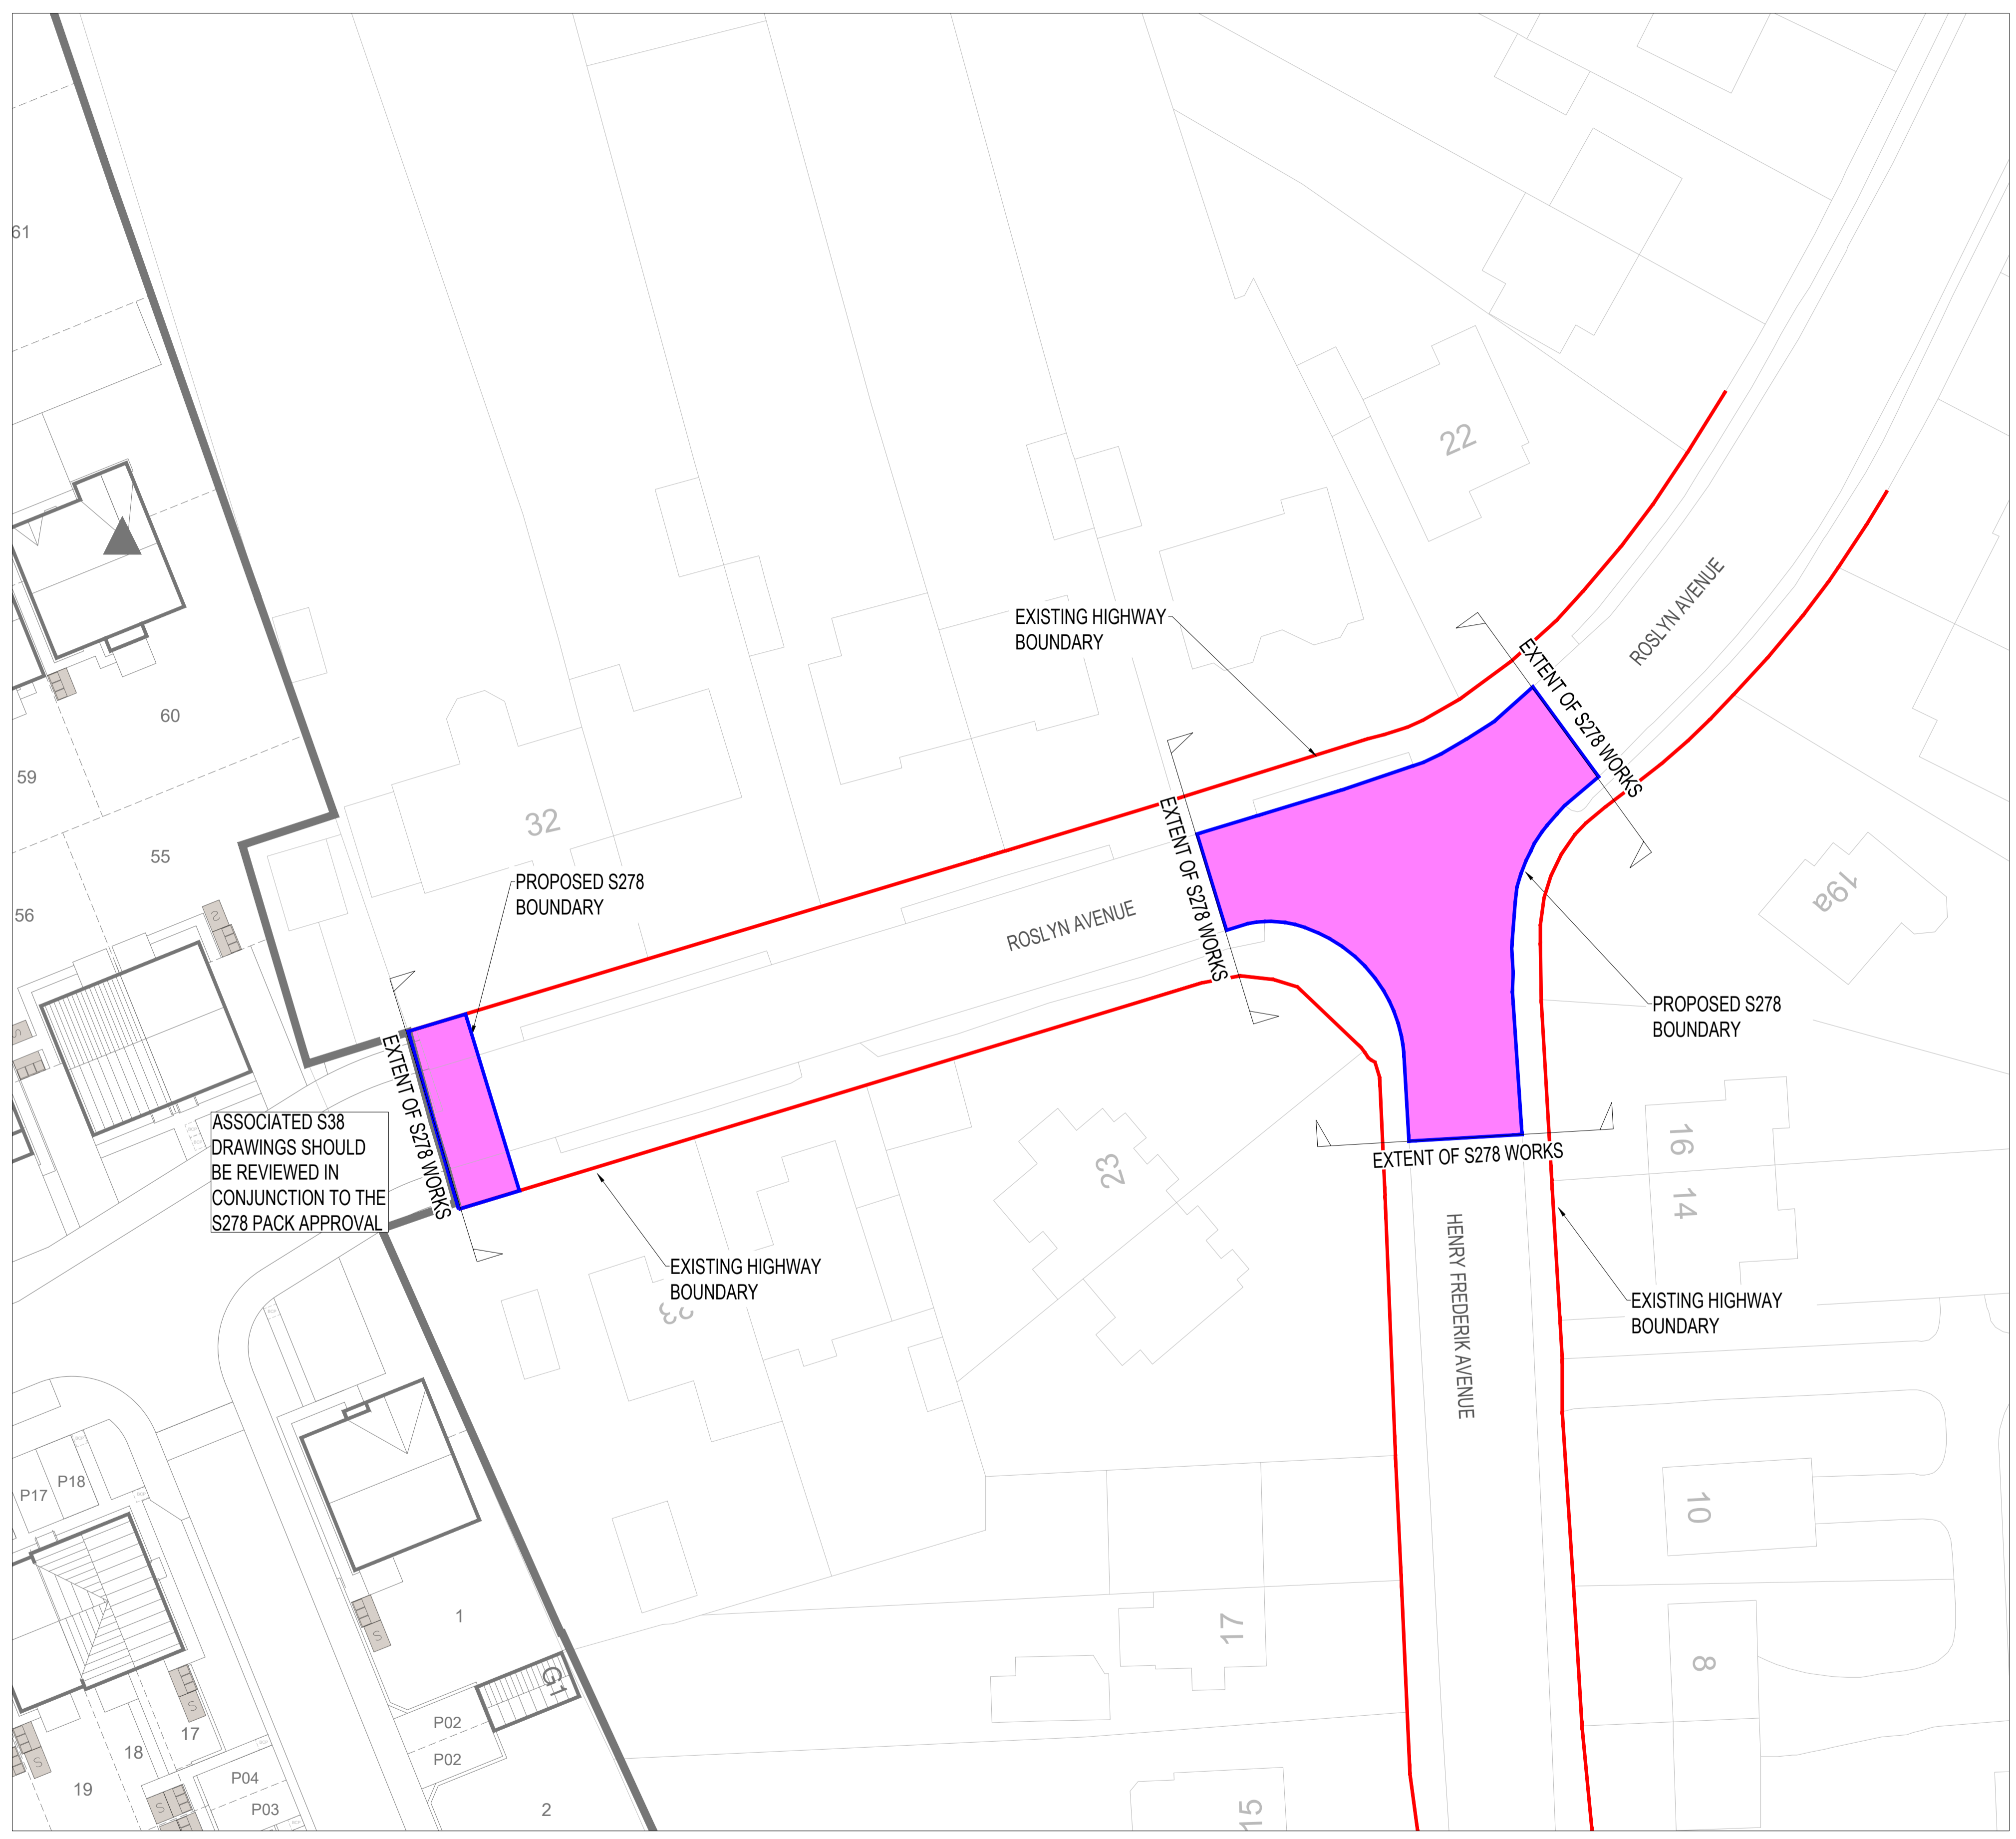 61
22
EXISTING HIGHWAY
BOUNDARY
ROSLYN AVENUE
EXTENT OF S278 WORKS
60
59
32
55
56
EXTENT OF S278 WORKS
PROPOSED S278
BOUNDARY
ROSLYN AVENUE
19a
S
S
S
PROPOSED S278
BOUNDARY
EXTENT OF S278 WORKS
ASSOCIATED S38
DRAWINGS SHOULD
BE REVIEWED IN
CONJUNCTION TO THE
S278 PACK APPROVAL
EXTENT OF S278 WORKS
16
23
14
HENRY FREDERIK AVENUE
EXISTING HIGHWAY
BOUNDARY
33
EXISTING HIGHWAY
BOUNDARY
P17
P18
10
1
S
17
8
G1
S
P02
P02
17
18
19
S
P04
P03
S
2
15